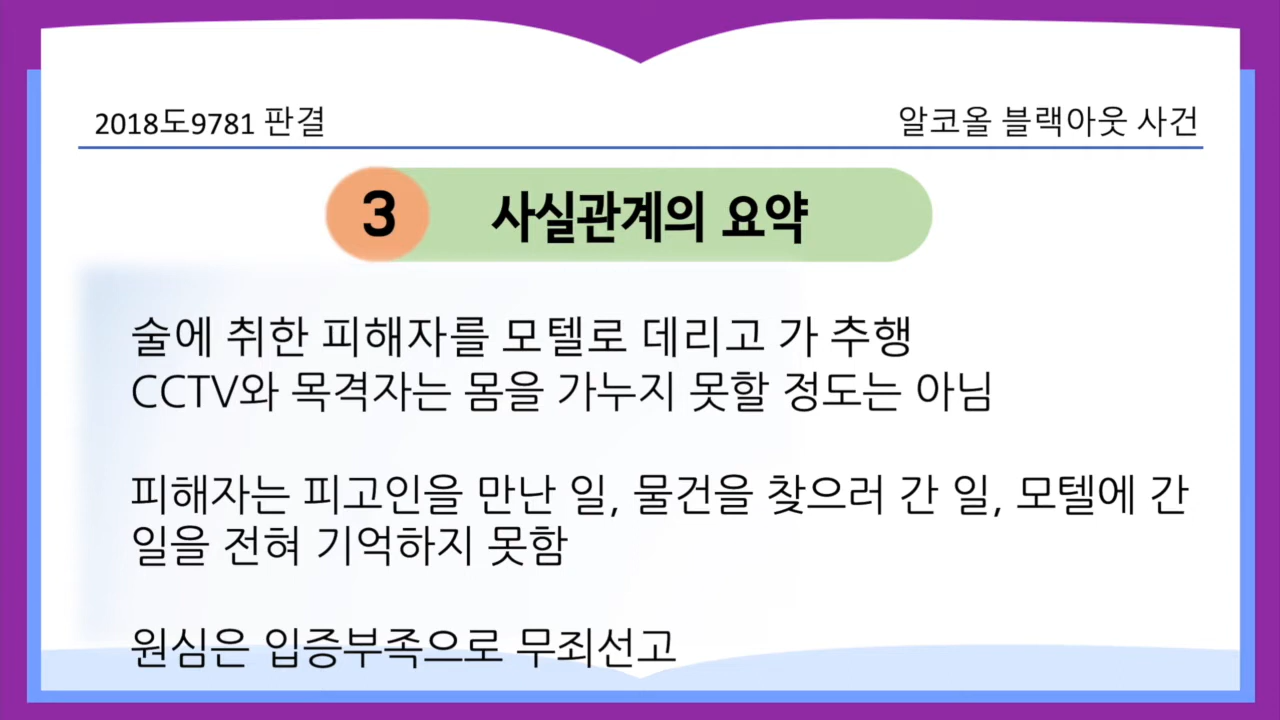 2018도9781 판결
알코올 블랙아웃 사건
3 사실관계의 요약
술에 취한 피해자를 모텔로 데리고 가 추행
CCTV와 목격자는 몸을 가누지 못할 정도는 아님
피해자는 피고인을 만난 일, 물건을 찾으러 간 일, 모텔에 간
일을 전혀 기억하지 못함
원심은 입증부족으로 무죄선고